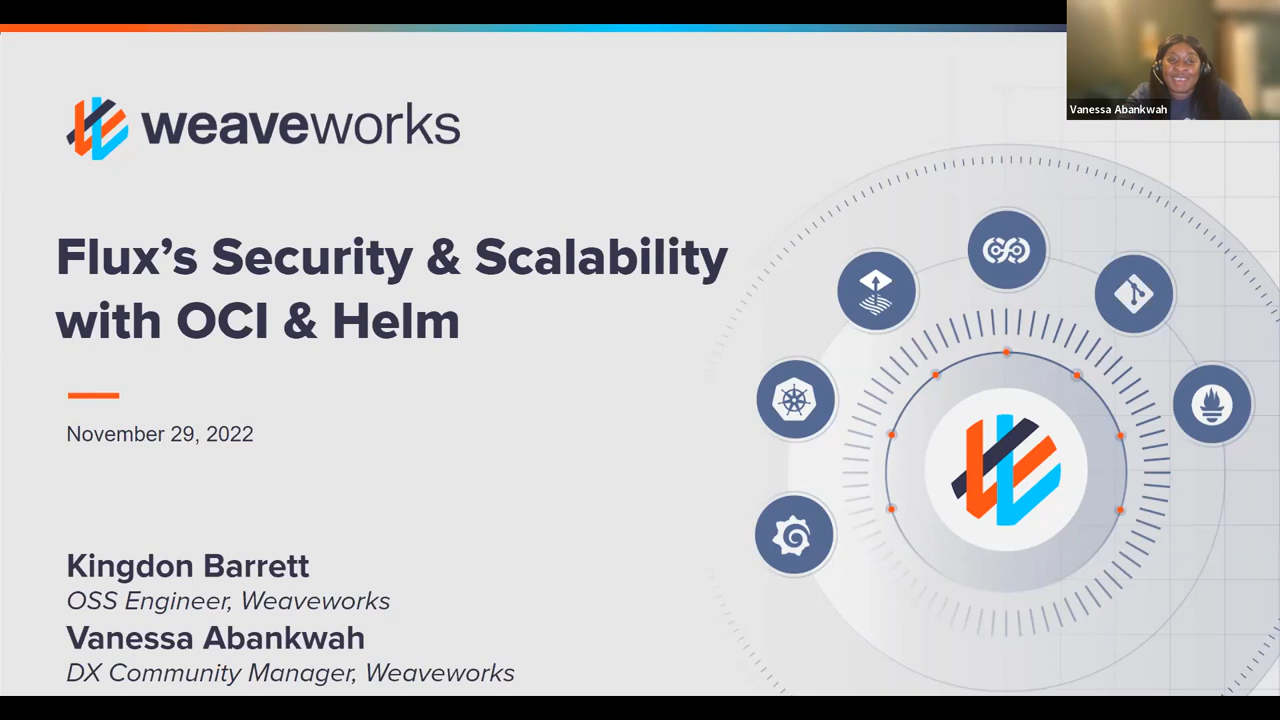 Vanessa Abankwah
weaveworks
Flux's Security & Scalability
with OCI & Helm
November 29, 2022
Kingdon Barrett
OSS Engineer, Weaveworks
Vanessa Abankwah
DX Community Manager, Weaveworks